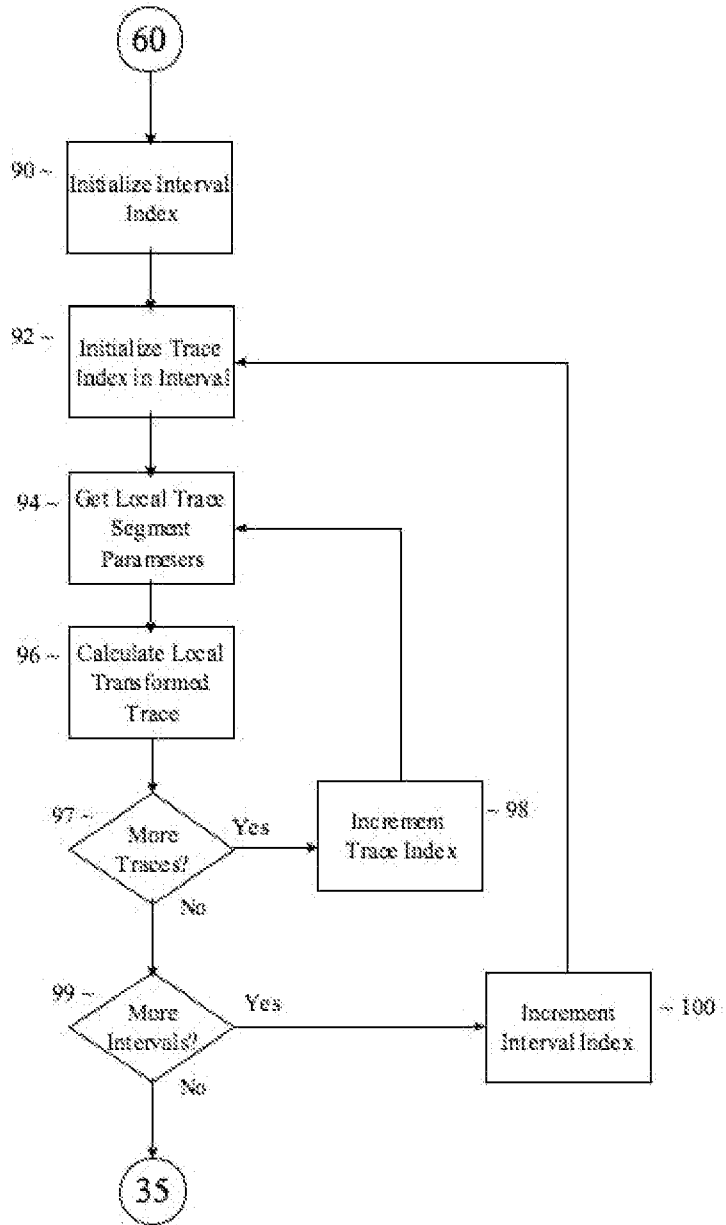 60
90 ~
Initialize Interval
Index
92 ~
Initialize Trace
Index in Interval
94 ~
Get Local Trace
Segment
Parameters
96 ~
Calculate Local
Transformed
Trace
97 ~
More
Traces?
Yes
No
Increment
Trace Index
~ 98
99 ~
More
Intervals?
Yes
No
Increment
Interval Index
~ 100
35